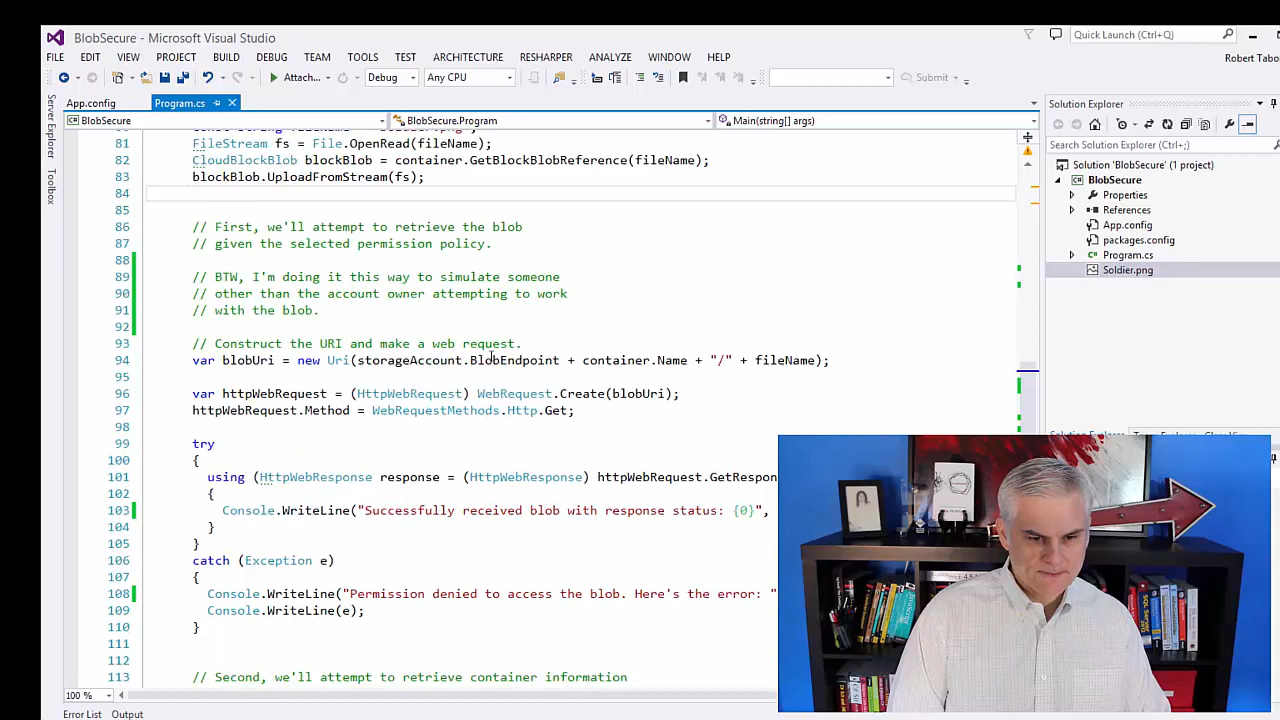 BlobSecure - Microsoft Visual Studio
Quick Launch (Ctrl+Q)
FILE EDIT VIEW PROJECT BUILD DEBUG TEAM TOOLS TEST ARCHITECTURE RESHARPER ANALYZE WINDOW HELP
Robert Tabo
Attach... Debug Any CPU Submit
Server Explorer
Toolbox
App.config Program.cs
BlobSecure BlobSecure.Program Main(string[] args)
81 FileStream fs = File.OpenRead(fileName);
82 CloudBlockBlob blockBlob = container.GetBlockBlobReference(fileName);
83 blockBlob.UploadFromStream(fs);
84
85
86 // First, we'll attempt to retrieve the blob
87 // given the selected permission policy.
88
89 // BTW, I'm doing it this way to simulate someone
90 // other than the account owner attempting to work
91 // with the blob.
92
93 // Construct the URI and make a web request.
94 var blobUri = new Uri(storageAccount.BlobEndpoint + container.Name + "/" + fileName);
95
96 var httpWebRequest = (HttpWebRequest) WebRequest.Create(blobUri);
97 httpWebRequest.Method = WebRequestMethods.Http.Get;
98
99 try
100 {
101 using (HttpWebResponse response = (HttpWebResponse) httpWebRequest.GetRespon
102 {
103 Console.WriteLine("Successfully received blob with response status: {0}",
104 }
105 }
106 catch (Exception e)
107 {
108 Console.WriteLine("Permission denied to access the blob. Here's the error: "
109 Console.WriteLine(e);
110 }
111
112
113 // Second, we'll attempt to retrieve container information
100 %
Error List Output
Solution Explorer
Search Solution Explorer (Ctrl+;)
Solution 'BlobSecure' (1 project)
BlobSecure
Properties
References
App.config
packages.config
Program.cs
Soldier.png